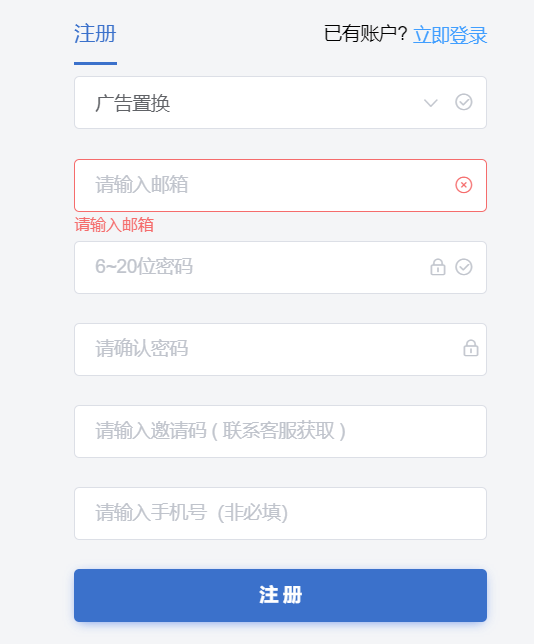 注册
已有账户? 立即登录
广告置换
请输入邮箱
请输入邮箱
6~20位密码
请确认密码
请输入邀请码 ( 联系客服获取 )
请输入手机号 (非必填)
注册